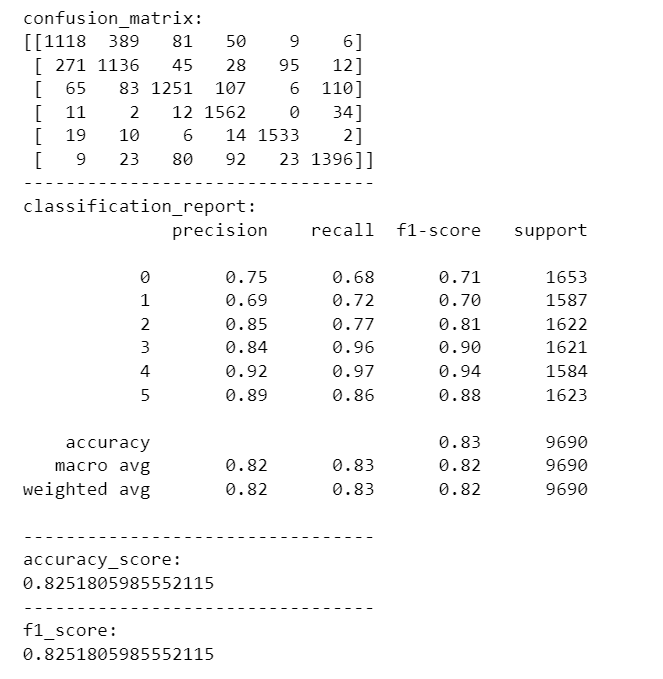 confusion_matrix:
[[1118  389   81   50    9    6]
 [ 271 1136   45   28   95   12]
 [  65   83 1251  107    6  110]
 [  11    2   12 1562    0   34]
 [  19   10    6   14 1533    2]
 [   9   23   80   92   23 1396]]
---------------------------------
classification_report:
              precision    recall  f1-score   support
           0       0.75      0.68      0.71      1653
           1       0.69      0.72      0.70      1587
           2       0.85      0.77      0.81      1622
           3       0.84      0.96      0.90      1621
           4       0.92      0.97      0.94      1584
           5       0.89      0.86      0.88      1623
    accuracy                           0.83      9690
   macro avg       0.82      0.83      0.82      9690
weighted avg       0.82      0.83      0.82      9690
---------------------------------
accuracy_score:
0.8251805985552115
---------------------------------
f1_score:
0.8251805985552115